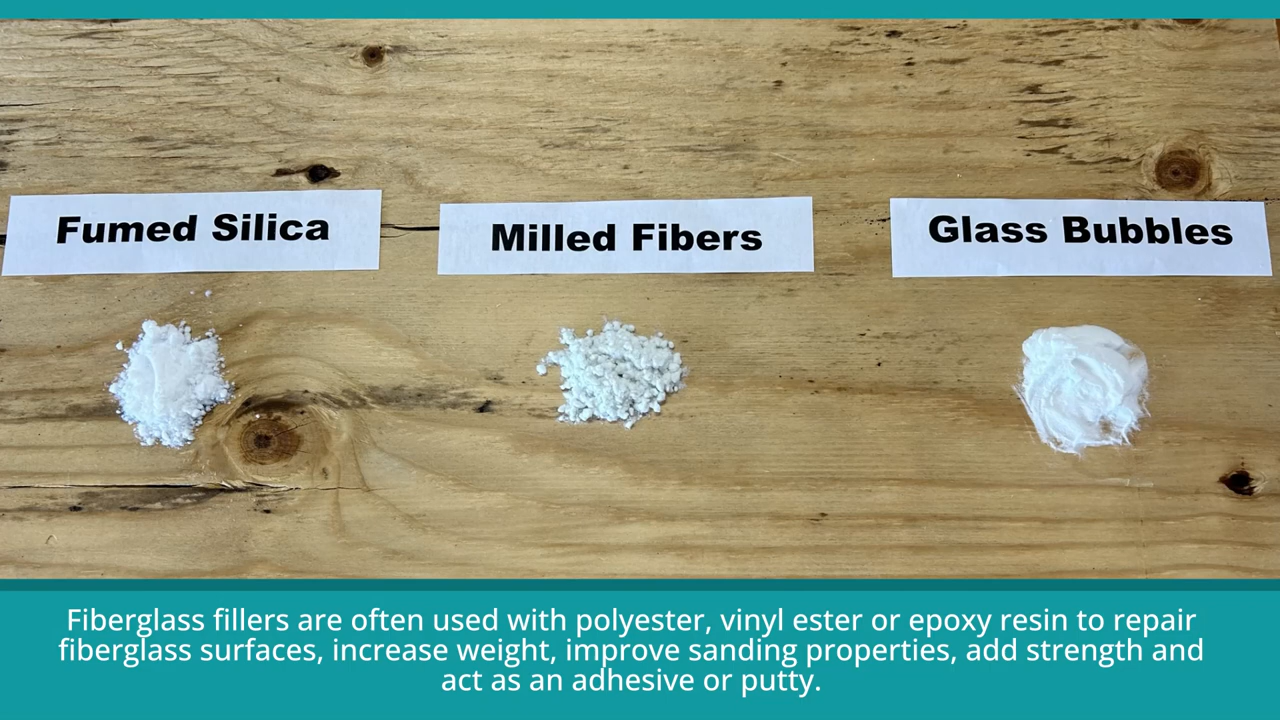 Fumed Silica
Milled Fibers
Glass Bubbles
Fiberglass fillers are often used with polyester, vinyl ester or epoxy resin to repair
fiberglass surfaces, increase weight, improve sanding properties, add strength and
act as an adhesive or putty.